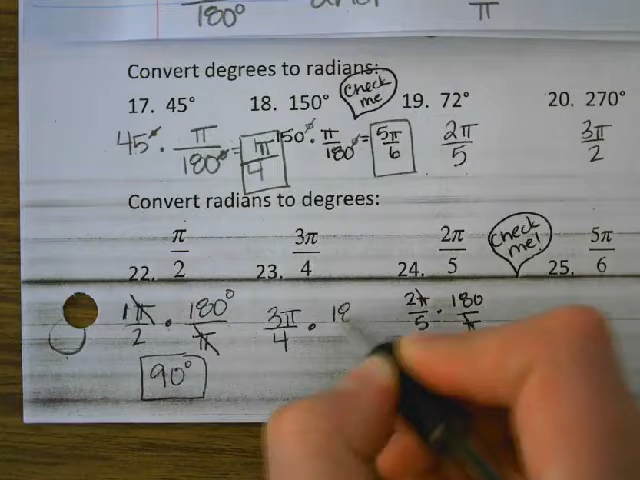 180° and π
Convert degrees to radians:
17. 45° 18. 150° Check me! 19. 72° 20. 270°
45° · π/180° = π/4 150° · π/180° = 5π/6 2π/5 3π/2
Convert radians to degrees:
22. π/2 23. 3π/4 24. 2π/5 Check me! 25. 5π/6
1π/2 · 180°/π 3π/4 · 18 2π/5 · 180/π
90°